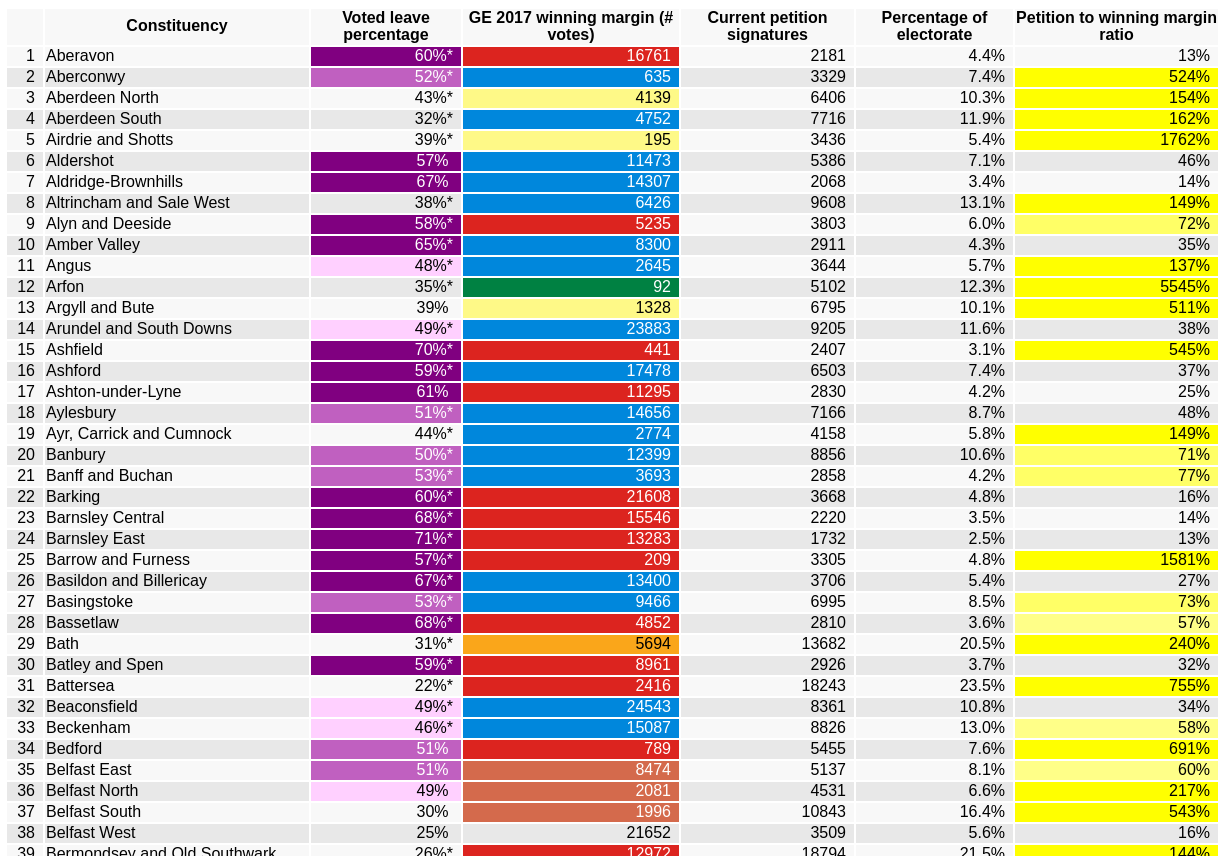 Constituency Voted leave percentage GE 2017 winning margin (# votes) Current petition signatures Percentage of electorate Petition to winning margin ratio
1 Aberavon 60%* 16761 2181 4.4% 13%
2 Aberconwy 52%* 635 3329 7.4% 524%
3 Aberdeen North 43%* 4139 6406 10.3% 154%
4 Aberdeen South 32%* 4752 7716 11.9% 162%
5 Airdrie and Shotts 39%* 195 3436 5.4% 1762%
6 Aldershot 57% 11473 5386 7.1% 46%
7 Aldridge-Brownhills 67% 14307 2068 3.4% 14%
8 Altrincham and Sale West 38%* 6426 9608 13.1% 149%
9 Alyn and Deeside 58%* 5235 3803 6.0% 72%
10 Amber Valley 65%* 8300 2911 4.3% 35%
11 Angus 48%* 2645 3644 5.7% 137%
12 Arfon 35%* 92 5102 12.3% 5545%
13 Argyll and Bute 39% 1328 6795 10.1% 511%
14 Arundel and South Downs 49%* 23883 9205 11.6% 38%
15 Ashfield 70%* 441 2407 3.1% 545%
16 Ashford 59%* 17478 6503 7.4% 37%
17 Ashton-under-Lyne 61% 11295 2830 4.2% 25%
18 Aylesbury 51%* 14656 7166 8.7% 48%
19 Ayr, Carrick and Cumnock 44%* 2774 4158 5.8% 149%
20 Banbury 50%* 12399 8856 10.6% 71%
21 Banff and Buchan 53%* 3693 2858 4.2% 77%
22 Barking 60%* 21608 3668 4.8% 16%
23 Barnsley Central 68%* 15546 2220 3.5% 14%
24 Barnsley East 71%* 13283 1732 2.5% 13%
25 Barrow and Furness 57%* 209 3305 4.8% 1581%
26 Basildon and Billericay 67%* 13400 3706 5.4% 27%
27 Basingstoke 53%* 9466 6995 8.5% 73%
28 Bassetlaw 68%* 4852 2810 3.6% 57%
29 Bath 31%* 5694 13682 20.5% 240%
30 Batley and Spen 59%* 8961 2926 3.7% 32%
31 Battersea 22%* 2416 18243 23.5% 755%
32 Beaconsfield 49%* 24543 8361 10.8% 34%
33 Beckenham 46%* 15087 8826 13.0% 58%
34 Bedford 51% 789 5455 7.6% 691%
35 Belfast East 51% 8474 5137 8.1% 60%
36 Belfast North 49% 2081 4531 6.6% 217%
37 Belfast South 30% 1996 10843 16.4% 543%
38 Belfast West 25% 21652 3509 5.6% 16%
39 Bermondsey and Old Southwark 26%* 12972 18794 21.5% 144%